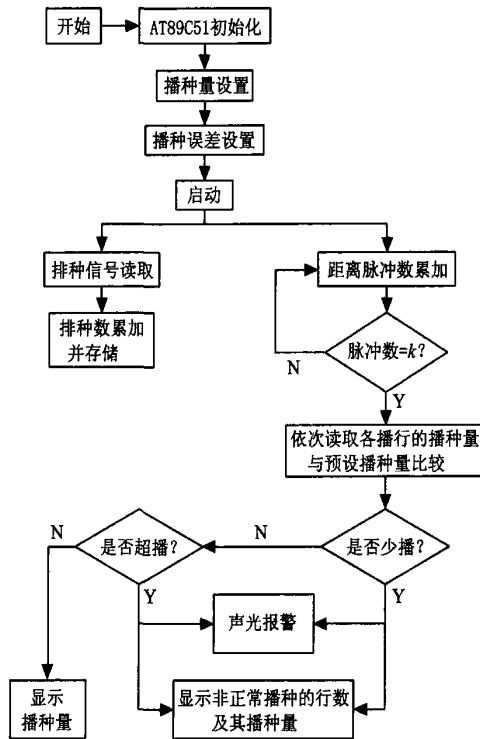 开始
AT89C51初始化
播种量设置
播种误差设置
启动
排种信号读取
距离脉冲数累加
排种数累加
并存储
脉冲数=k?
N
Y
依次读取各播行的播种量
与预设播种量比较
N
是否超播?
N
是否少播?
Y
Y
声光报警
显示
播种量
显示非正常播种的行数
及其播种量